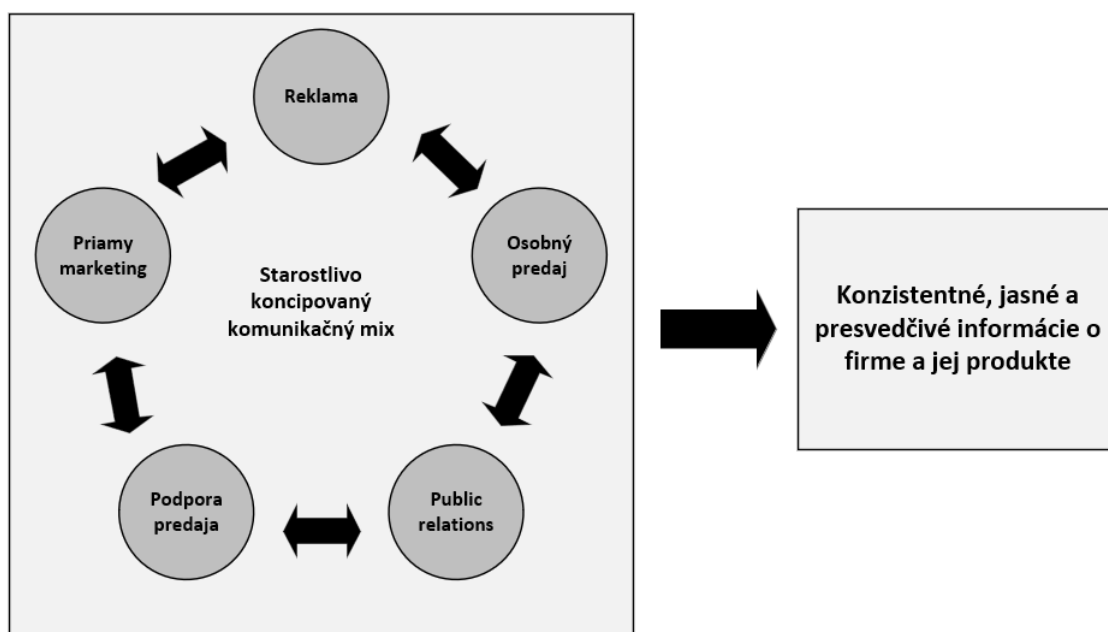 Reklama
Priamy
marketing
Osobný
predaj
Starostlivo
koncipovaný
komunikačný mix
Podpora
predaja
Public
relations
Konzistentné, jasné a
presvedčivé informácie o
firme a jej produkte